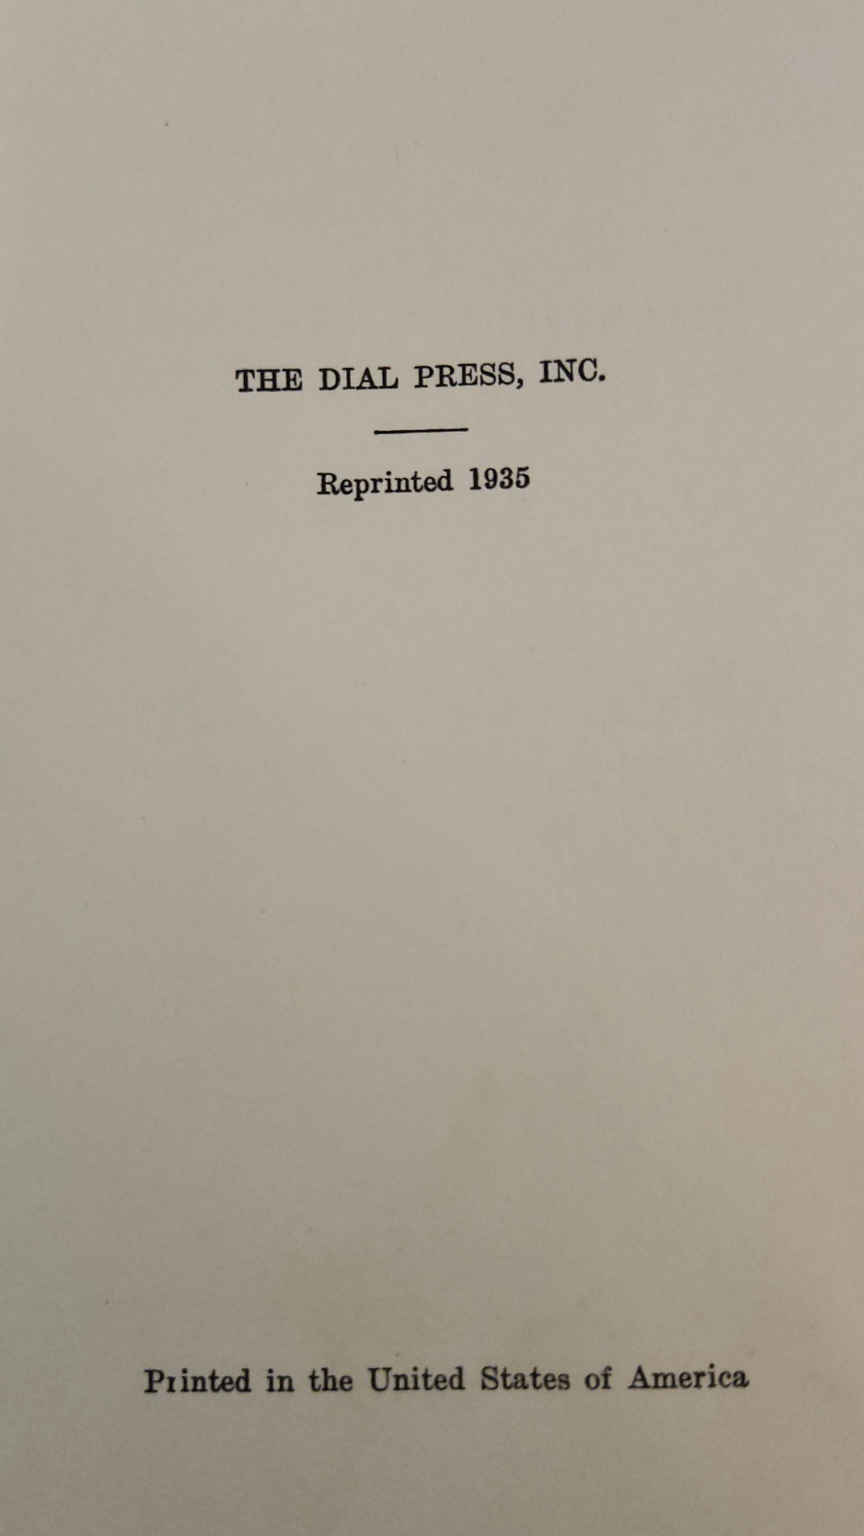 THE DIAL PRESS, INC.
Reprinted 1935
Printed in the United States of America